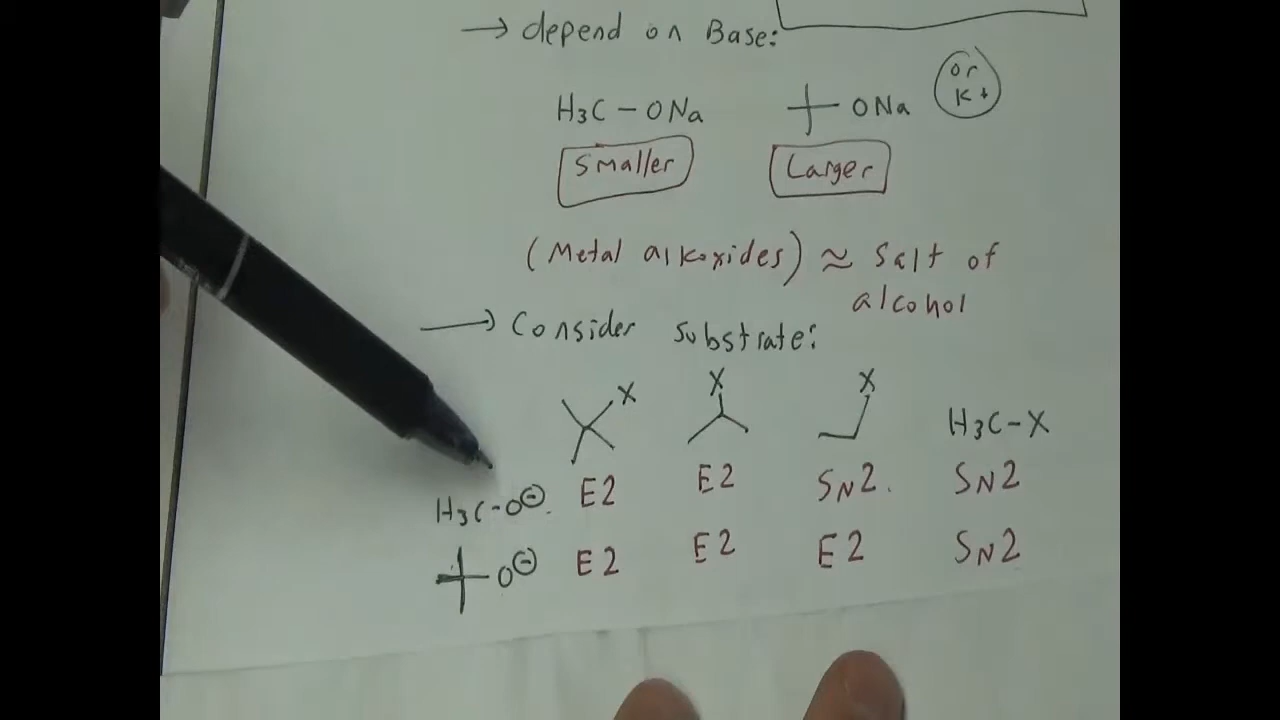 → depend on Base:
H3C - ONa ONa or K+
Smaller Larger
(Metal alkoxides) ≈ Salt of
alcohol
→ Consider substrate:
X X X H3C-X
H3C-O⊖ E2 E2 SN2. SN2
O⊖ E2 E2 E2 SN2